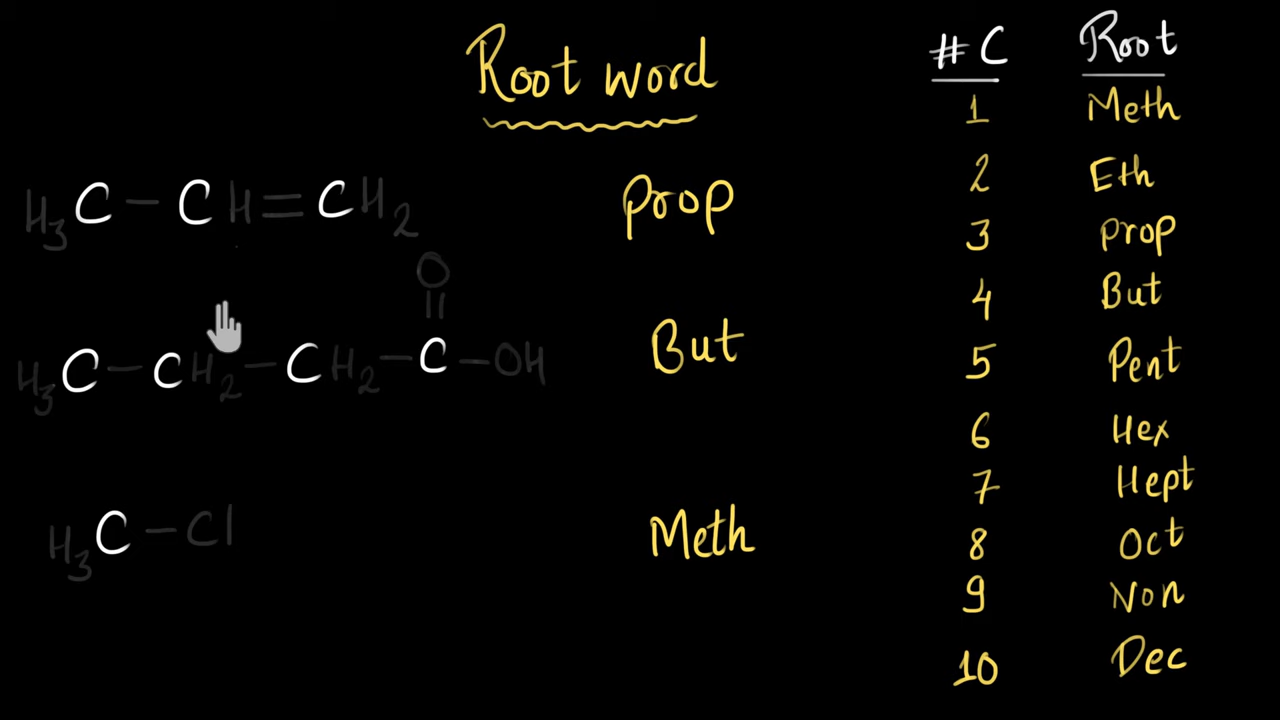 Root word
# C Root
1 Meth
2 Eth
3 Prop
4 But
5 Pent
6 Hex
7 Hept
8 Oct
9 Non
10 Dec
H3C - CH = CH2 Prop
O
||
H3C - CH2 - CH2 - C - OH But
H3C - Cl Meth